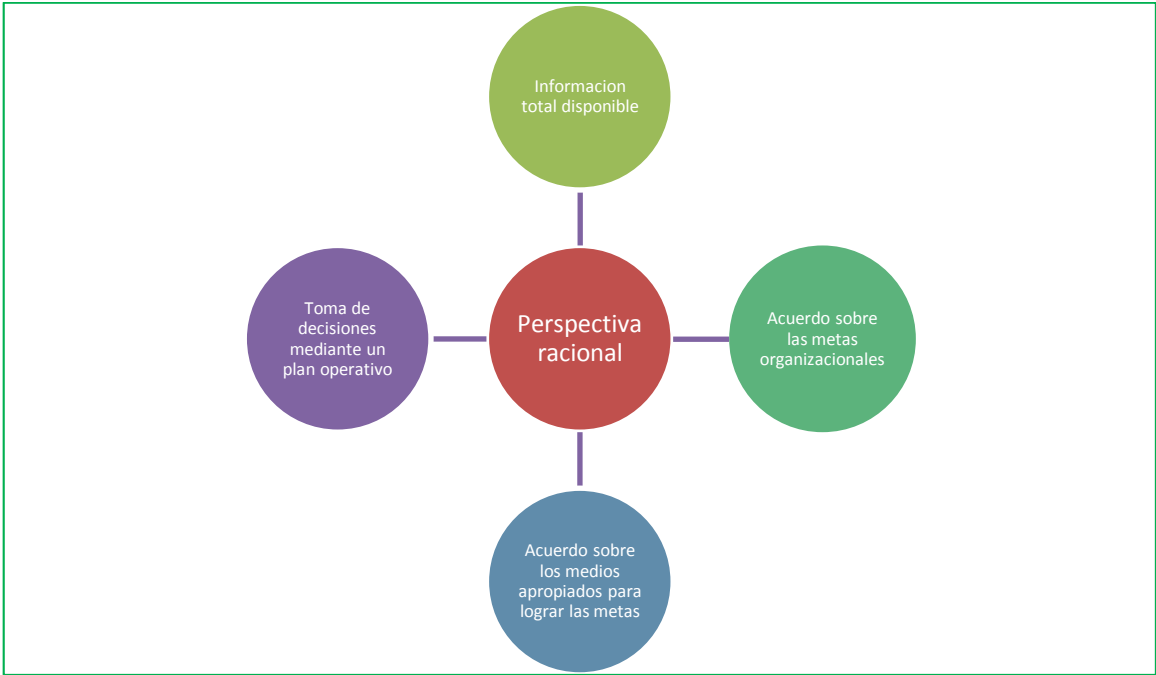 Informacion
total disponible
Toma de
decisiones
mediante un
plan operativo
Perspectiva
racional
Acuerdo sobre
las metas
organizacionales
Acuerdo sobre
los medios
apropiados para
lograr las metas